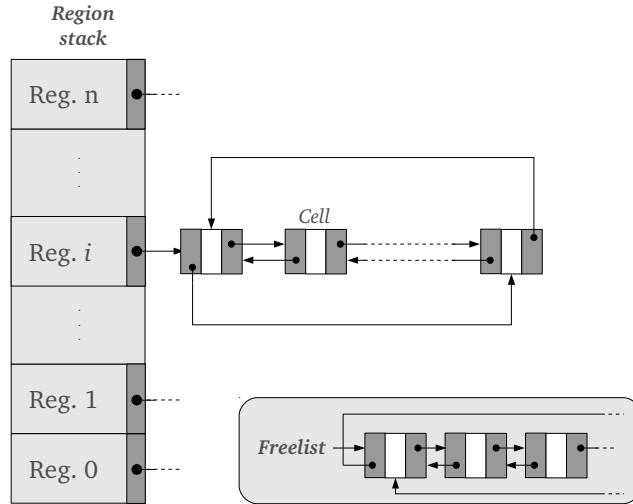 Region
stack
Reg. n
Reg. i
Cell
Reg. 1
Reg. 0
Freelist